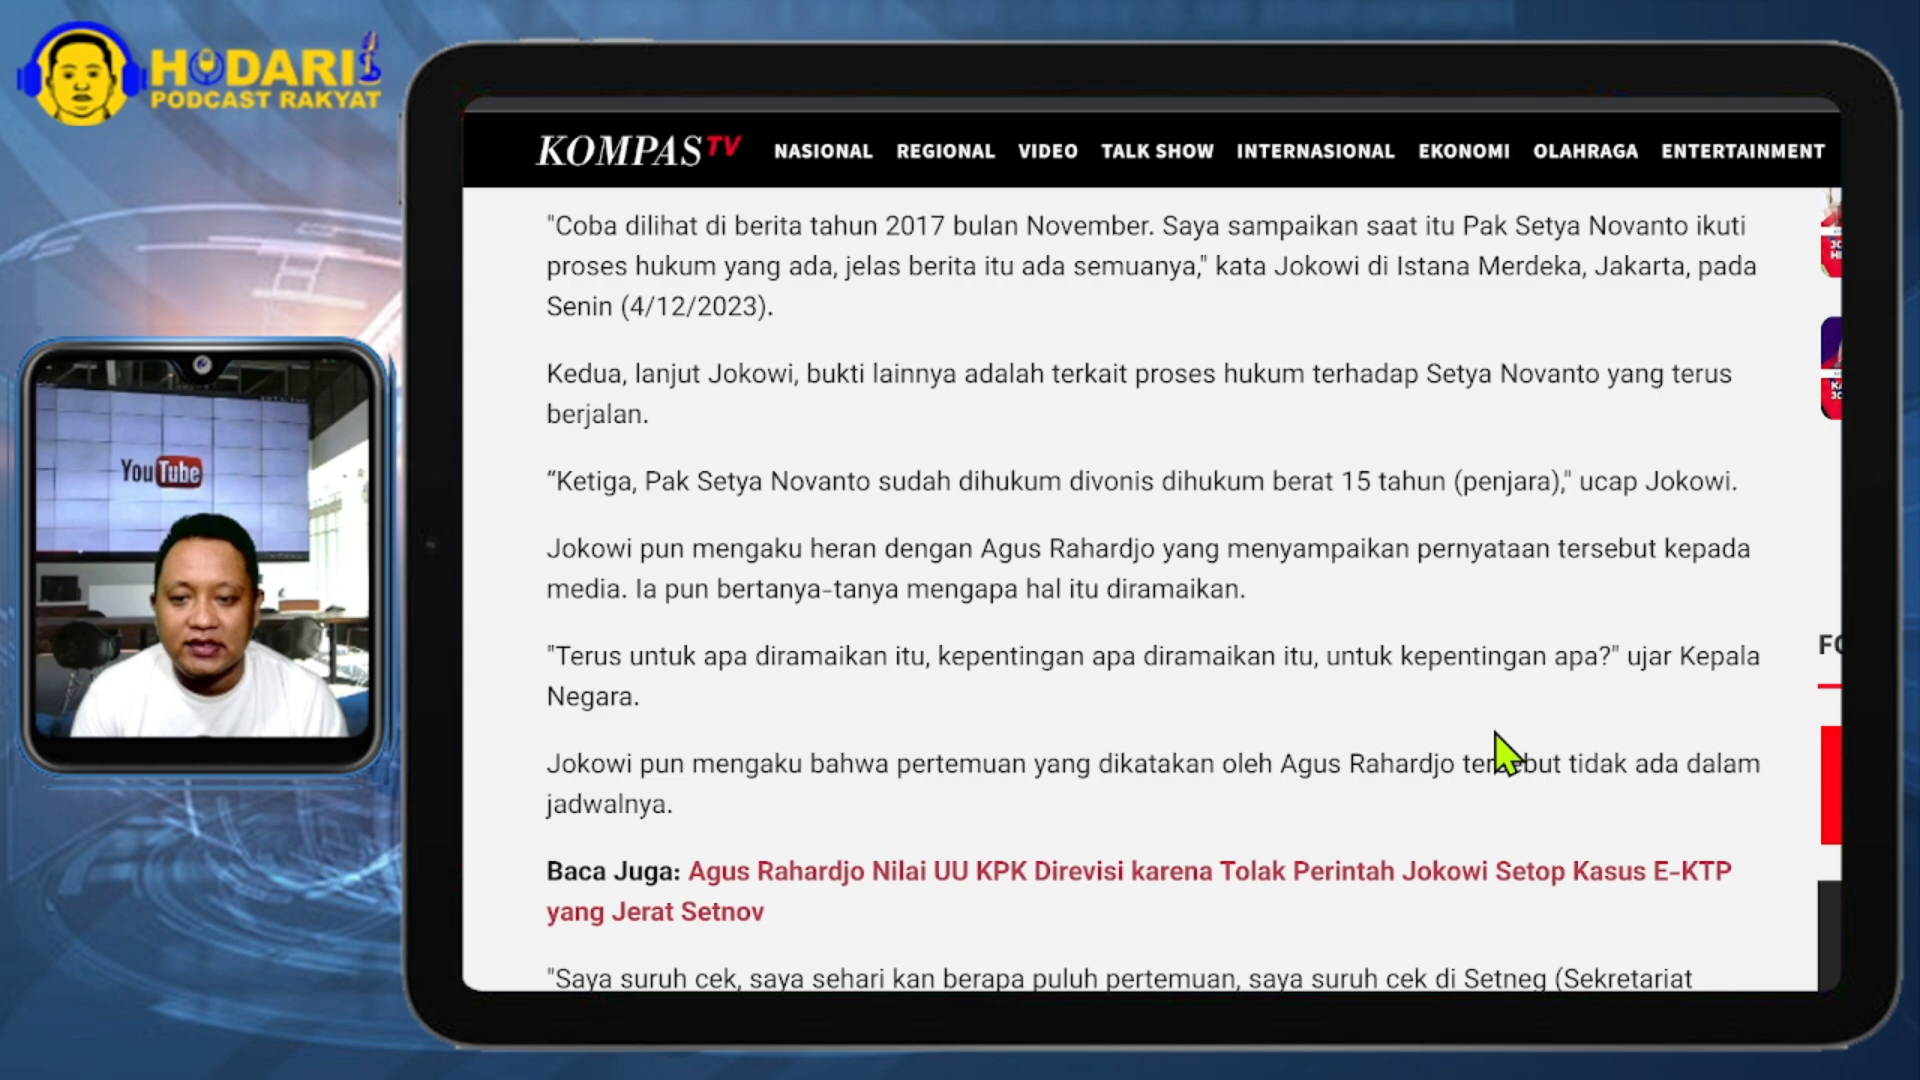 HODARI
PODCAST RAKYAT
YouTube
KOMPASTV NASIONAL REGIONAL VIDEO TALK SHOW INTERNASIONAL EKONOMI OLAHRAGA ENTERTAINMENT
"Coba dilihat di berita tahun 2017 bulan November. Saya sampaikan saat itu Pak Setya Novanto ikuti
proses hukum yang ada, jelas berita itu ada semuanya," kata Jokowi di Istana Merdeka, Jakarta, pada
Senin (4/12/2023).
Kedua, lanjut Jokowi, bukti lainnya adalah terkait proses hukum terhadap Setya Novanto yang terus
berjalan.
“Ketiga, Pak Setya Novanto sudah dihukum divonis dihukum berat 15 tahun (penjara)," ucap Jokowi.
Jokowi pun mengaku heran dengan Agus Rahardjo yang menyampaikan pernyataan tersebut kepada
media. Ia pun bertanya-tanya mengapa hal itu diramaikan.
"Terus untuk apa diramaikan itu, kepentingan apa diramaikan itu, untuk kepentingan apa?" ujar Kepala
Negara.
Jokowi pun mengaku bahwa pertemuan yang dikatakan oleh Agus Rahardjo tersebut tidak ada dalam
jadwalnya.
Baca Juga: Agus Rahardjo Nilai UU KPK Direvisi karena Tolak Perintah Jokowi Setop Kasus E-KTP
yang Jerat Setnov
"Saya suruh cek, saya sehari kan berapa puluh pertemuan, saya suruh cek di Setneg (Sekretariat